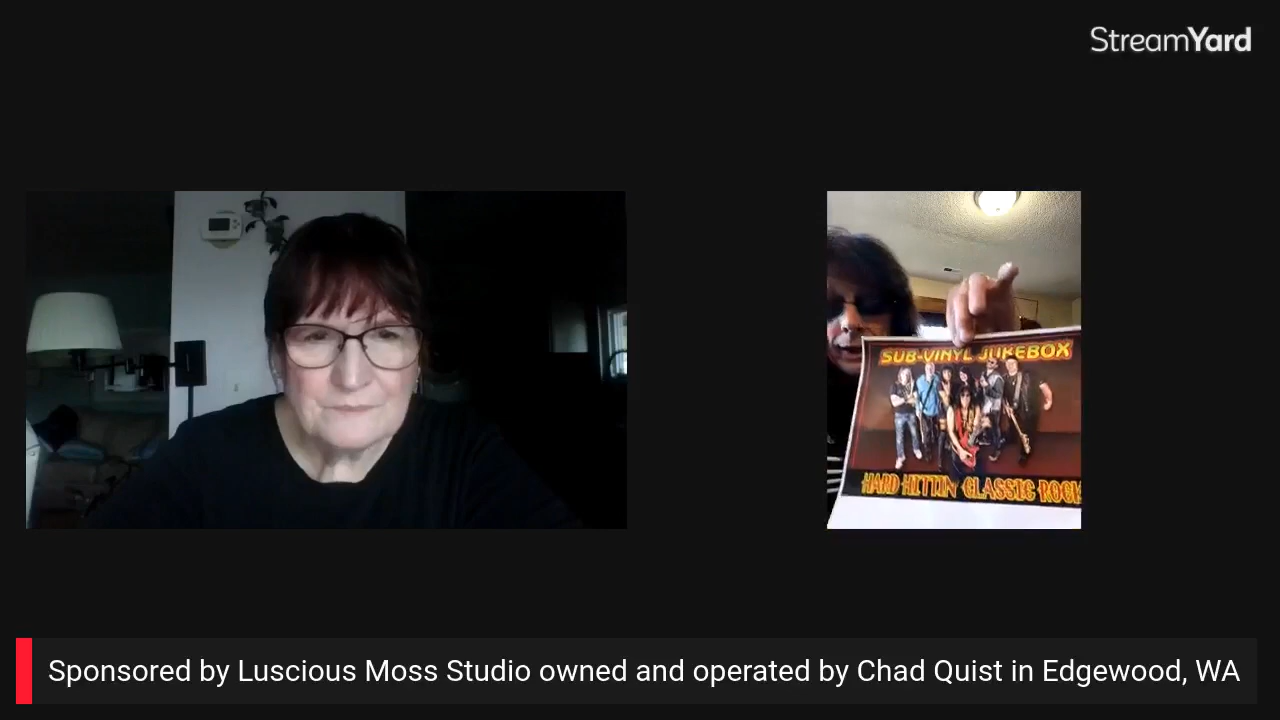 StreamYard
SUB-VINYL JUKEBOX
HARD HITTIN CLASSIC ROCK
Sponsored by Luscious Moss Studio owned and operated by Chad Quist in Edgewood, WA